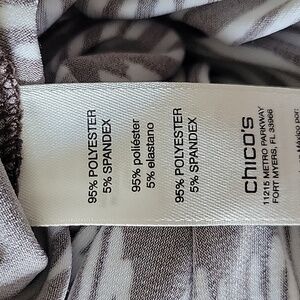 95% POLYESTER
5% SPANDEX
95% poliéster
5% elastano
95% POLYESTER
5% SPANDEX
chico's
11215 METRO PARKWAY
FORT MYERS, FL 33966